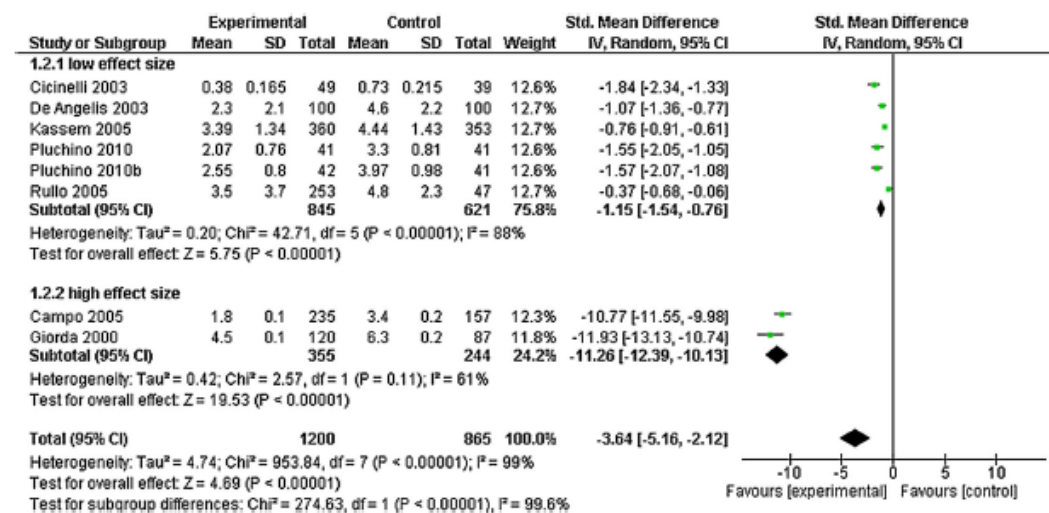 Experimental Control Std. Mean Difference Std. Mean Difference
Study or Subgroup Mean SD Total Mean SD Total Weight IV, Random, 95% CI IV, Random, 95% CI
1.2.1 low effect size
Cicinelli 2003 0.38 0.165 49 0.73 0.215 39 12.6% -1.84 [-2.34, -1.33]
De Angelis 2003 2.3 2.1 100 4.6 2.2 100 12.7% -1.07 [-1.36, -0.77]
Kassem 2005 3.39 1.34 360 4.44 1.43 353 12.7% -0.76 [-0.91, -0.61]
Pluchino 2010 2.07 0.76 41 3.3 0.81 41 12.6% -1.55 [-2.05, -1.05]
Pluchino 2010b 2.55 0.8 42 3.97 0.98 41 12.6% -1.57 [-2.07, -1.08]
Rullo 2005 3.5 3.7 253 4.8 2.3 47 12.7% -0.37 [-0.68, -0.06]
Subtotal (95% CI) 845 621 75.8% -1.15 [-1.54, -0.76]
Heterogeneity: Tau² = 0.20; Chi² = 42.71, df = 5 (P < 0.00001); I² = 88%
Test for overall effect: Z = 5.75 (P < 0.00001)
1.2.2 high effect size
Campo 2005 1.8 0.1 235 3.4 0.2 157 12.3% -10.77 [-11.55, -9.98]
Giorda 2000 4.5 0.1 120 6.3 0.2 87 11.8% -11.93 [-13.13, -10.74]
Subtotal (95% CI) 355 244 24.2% -11.26 [-12.39, -10.13]
Heterogeneity: Tau² = 0.42; Chi² = 2.57, df = 1 (P = 0.11); I² = 61%
Test for overall effect: Z = 19.53 (P < 0.00001)
Total (95% CI) 1200 865 100.0% -3.64 [-5.16, -2.12]
Heterogeneity: Tau² = 4.74; Chi² = 953.84, df = 7 (P < 0.00001); I² = 99%
Test for overall effect: Z = 4.69 (P < 0.00001)
Test for subgroup differences: Chi² = 274.63, df = 1 (P < 0.00001), I² = 99.6%
-10 -5 0 5 10
Favours [experimental] Favours [control]